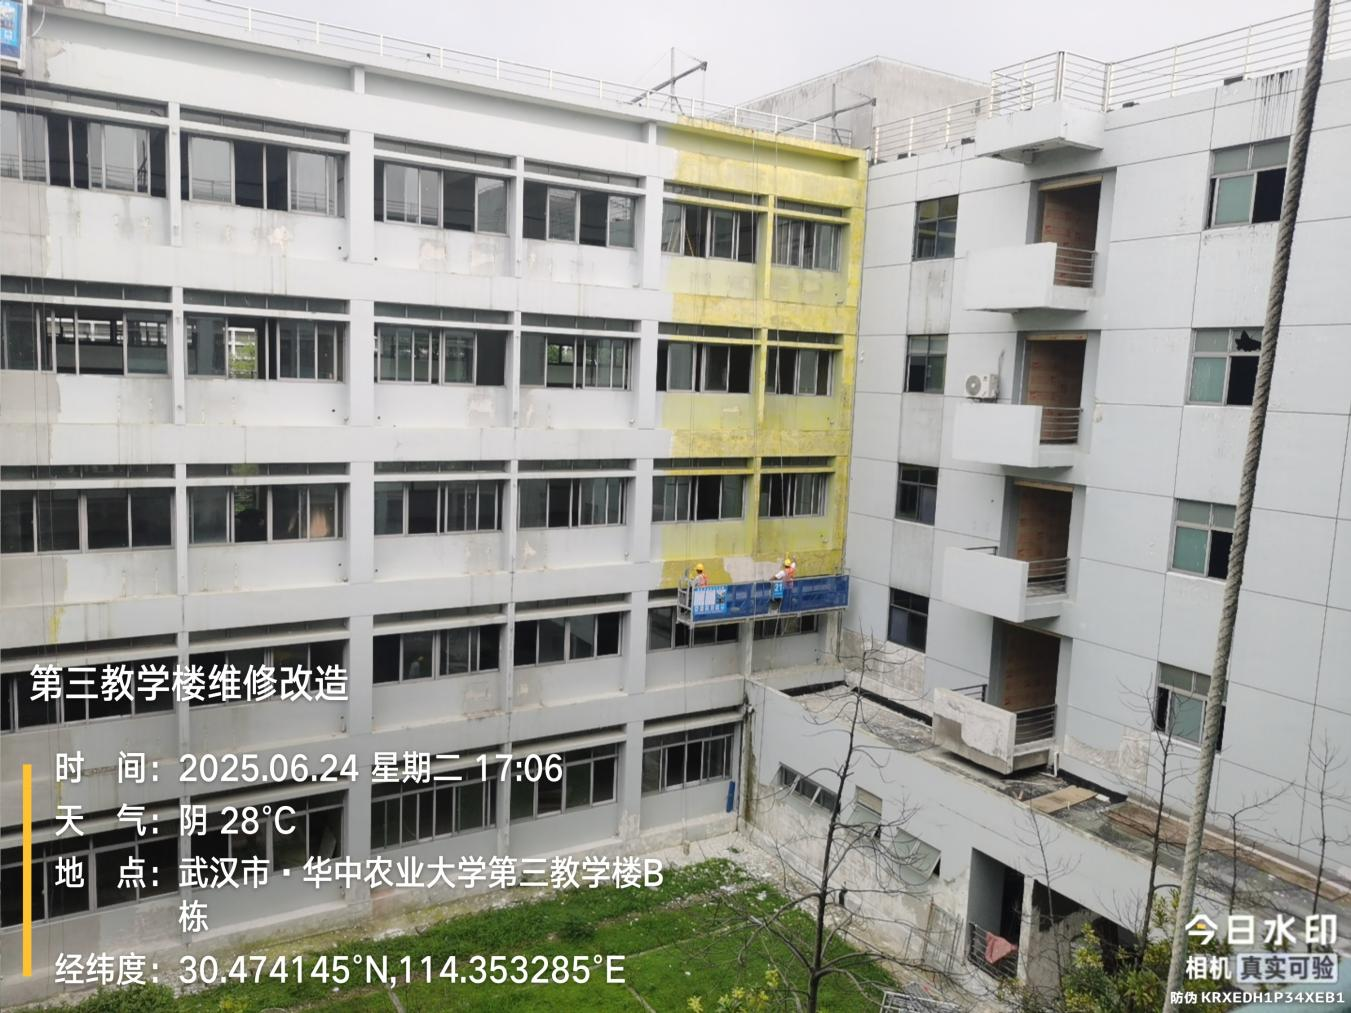 21
第三教学楼维修改造
时 间：2025.06.24 星期二 17:06
天 气：阴 28°C
地 点：武汉市·华中农业大学第三教学楼B
栋
经纬度：30.474145°N,114.353285°E
今日水印
相机 真实可验
防伪 KRXEDH1P34XEB1